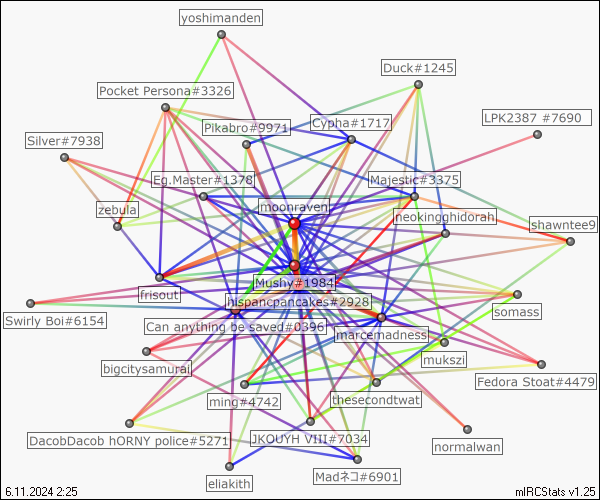 yoshimanden
Duck#1245
Pocket Persona#3326
LPK2387 #7690
Pikabro#9971
Cypha#1717
Silver#7938
Eg.Master#1378
Majestic#3375
zebula
moonraven
neokingghidorah
shawntee9
Mushy#1984
frisout
hispancpancakes#2928
somass
Swirly Boi#6154
Can anything be saved#0396
marcemadness
bigcitysamurai
mukszi
Fedora Stoat#4479
ming#4742
thesecondtwat
DacobDacob hORNY police#5271
JKOUYH VIII#7034
normalwan
eliakith
Madネコ#6901
6.11.2024 2:25
mIRCStats v1.25